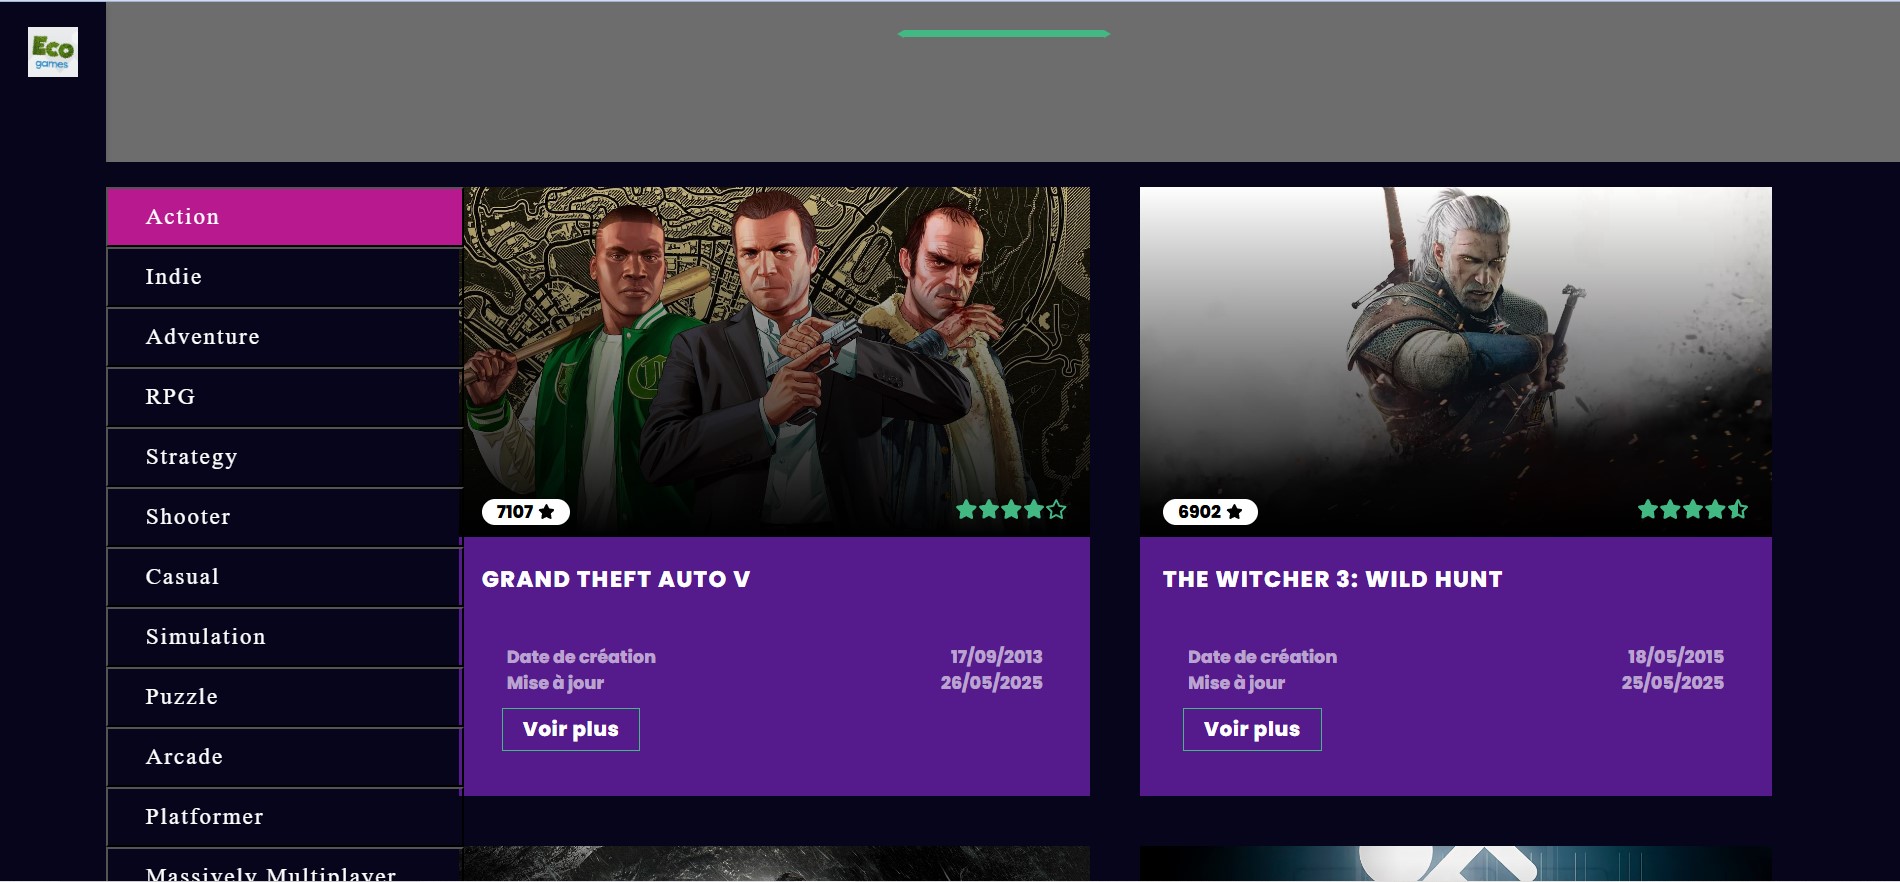 Eco
games
Action
Indie
Adventure
RPG
Strategy
Shooter
Casual
Simulation
Puzzle
Arcade
Platformer
Massively Multiplayer
7107
GRAND THEFT AUTO V
Date de création 17/09/2013
Mise à jour 26/05/2025
Voir plus
6902
THE WITCHER 3: WILD HUNT
Date de création 18/05/2015
Mise à jour 25/05/2025
Voir plus